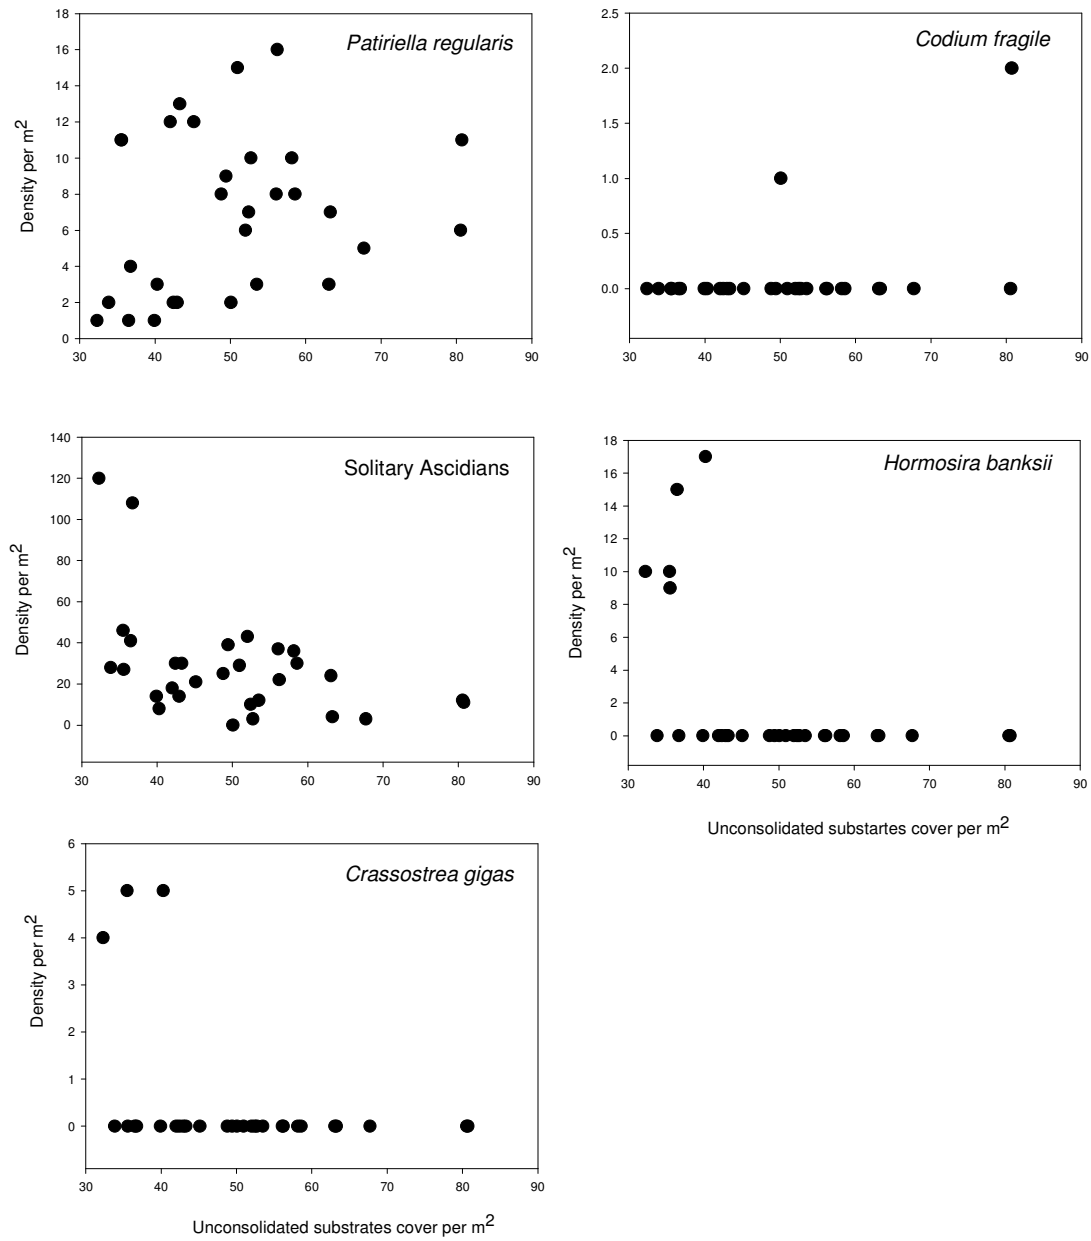 Patiriella regularis
Density per m2
18
16
14
12
10
8
6
4
2
0
30 40 50 60 70 80 90
Codium fragile
2.5
2.0
1.5
1.0
0.5
0.0
30 40 50 60 70 80 90
Solitary Ascidians
Density per m2
140
120
100
80
60
40
20
0
30 40 50 60 70 80 90
Hormosira banksii
Density per m2
18
16
14
12
10
8
6
4
2
0
30 40 50 60 70 80 90
Unconsolidated substartes cover per m2
Crassostrea gigas
Density per m2
6
5
4
3
2
1
0
30 40 50 60 70 80 90
Unconsolidated substrates cover per m2